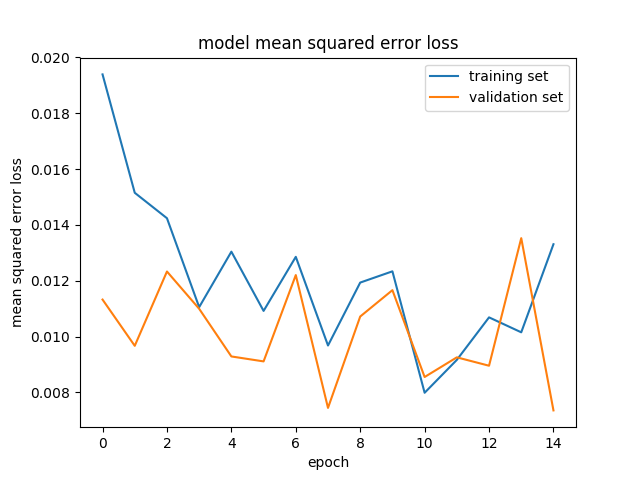 model mean squared error loss
training set
validation set
mean squared error loss
0.020
0.018
0.016
0.014
0.012
0.010
0.008
0 2 4 6 8 10 12 14
epoch